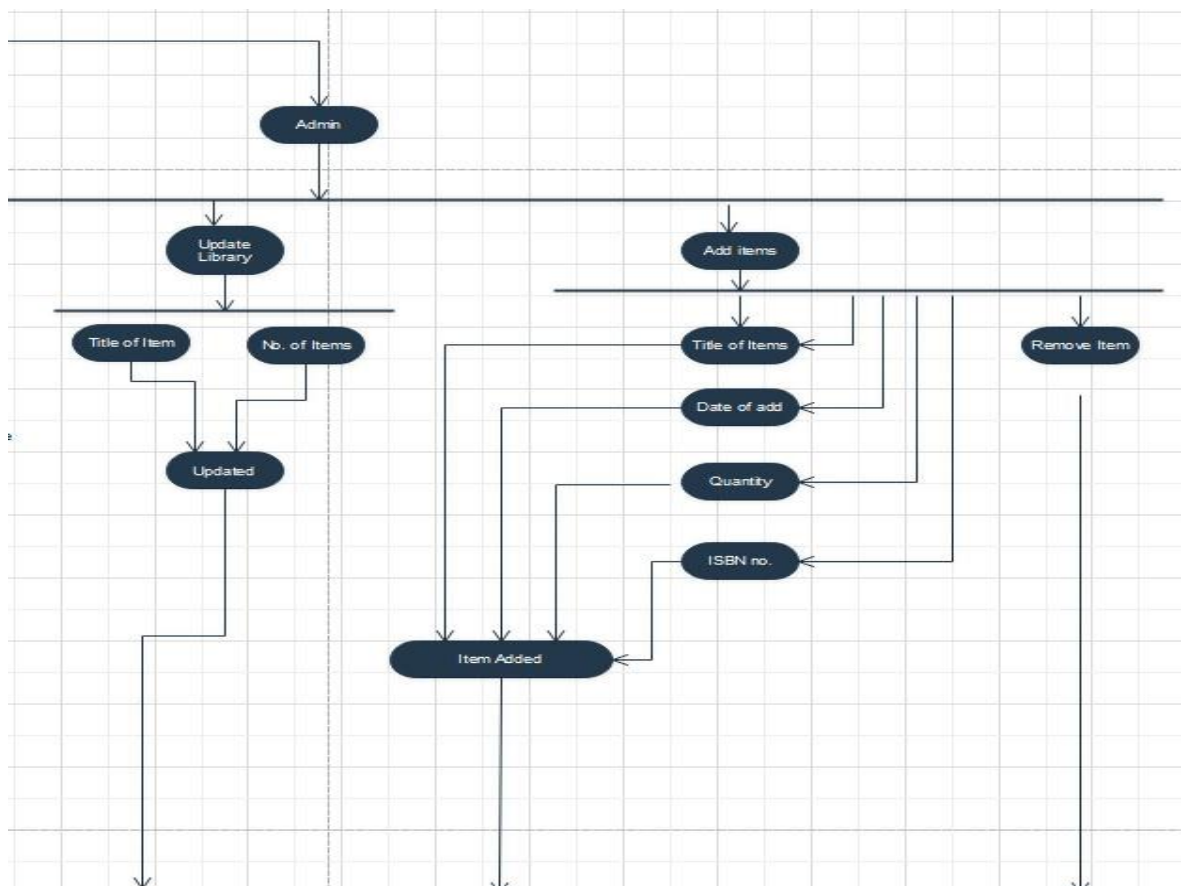 Admin
Update
Library
Add items
Title of Item
No. of Items
Title of Items
Remove Item
Date of add
Updated
Quantity
ISBN no.
Item Added